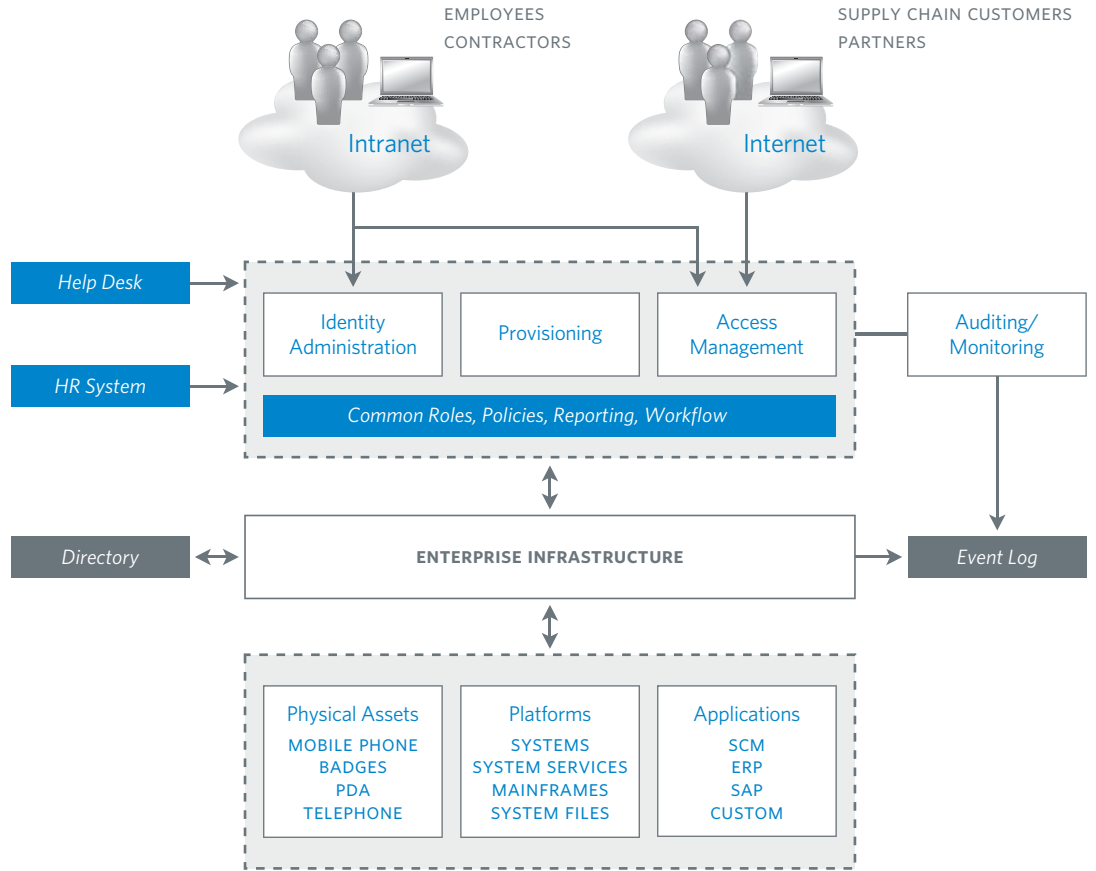 EMPLOYEES
CONTRACTORS
SUPPLY CHAIN CUSTOMERS
PARTNERS
Intranet
Internet
Help Desk
HR System
Identity
Administration
Provisioning
Access
Management
Auditing/
Monitoring
Common Roles, Policies, Reporting, Workflow
Directory
ENTERPRISE INFRASTRUCTURE
Event Log
Physical Assets
MOBILE PHONE
BADGES
PDA
TELEPHONE
Platforms
SYSTEMS
SYSTEM SERVICES
MAINFRAMES
SYSTEM FILES
Applications
SCM
ERP
SAP
CUSTOM